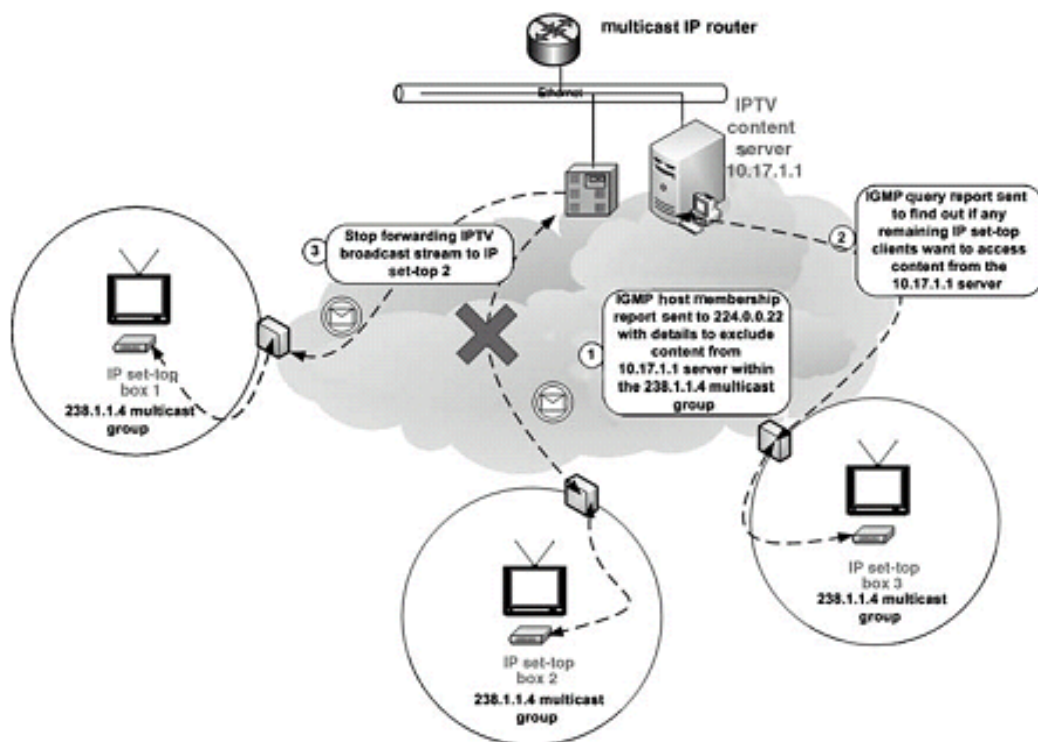 multicast IP router
Ethernet
IPTV
content
server
10.17.1.1
IGMP query report sent
to find out if any
remaining IP set-top
clients want to access
content from the
10.17.1.1 server
2
3
Stop forwarding IPTV
broadcast stream to IP
set-top 2
1
IGMP host membership
report sent to 224.0.0.22
with details to exclude
content from
10.17.1.1 server within
the 238.1.1.4 multicast
group
IP set-top
box 1
238.1.1.4 multicast
group
IP set-top
box 2
238.1.1.4 multicast
group
IP set-top
box 3
238.1.1.4 multicast
group